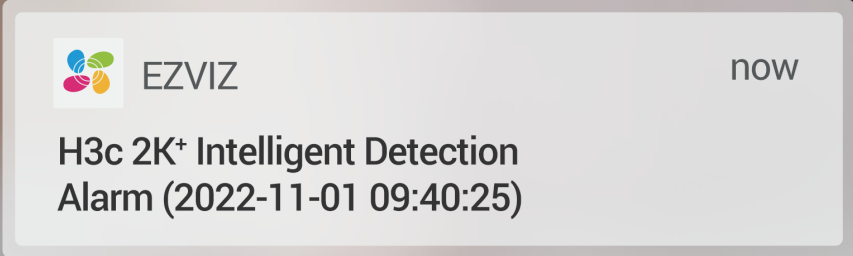 EZVIZ
now
H3c 2K⁺ Intelligent Detection
Alarm (2022-11-01 09:40:25)